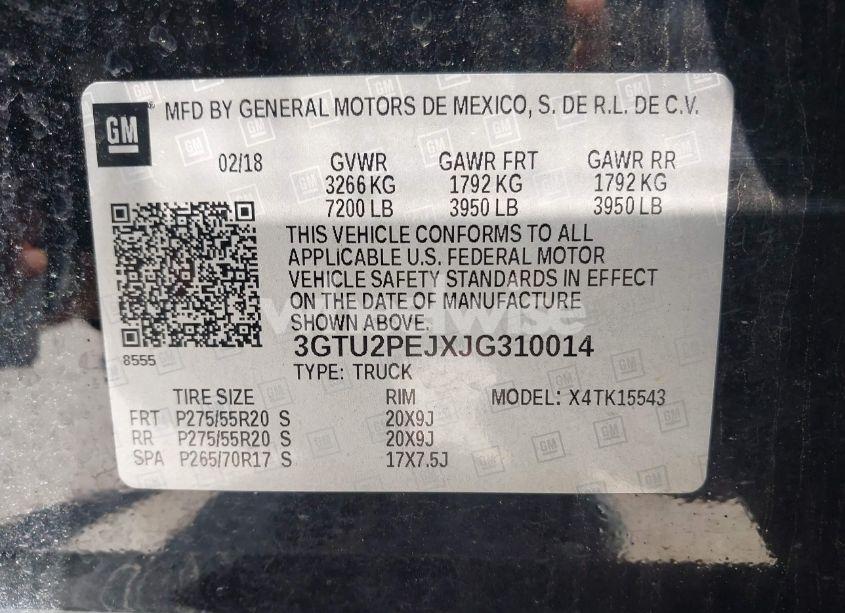 GM
MFD BY GENERAL MOTORS DE MEXICO, S. DE R.L. DE C.V.
02/18 GVWR GAWR FRT GAWR RR
3266 KG 1792 KG 1792 KG
7200 LB 3950 LB 3950 LB
THIS VEHICLE CONFORMS TO ALL
APPLICABLE U.S. FEDERAL MOTOR
VEHICLE SAFETY STANDARDS IN EFFECT
ON THE DATE OF MANUFACTURE
SHOWN ABOVE.
8555
3GTU2PEJXJG310014
TYPE: TRUCK
TIRE SIZE RIM MODEL: X4TK15543
FRT P275/55R20 S 20X9J
RR P275/55R20 S 20X9J
SPA P265/70R17 S 17X7.5J